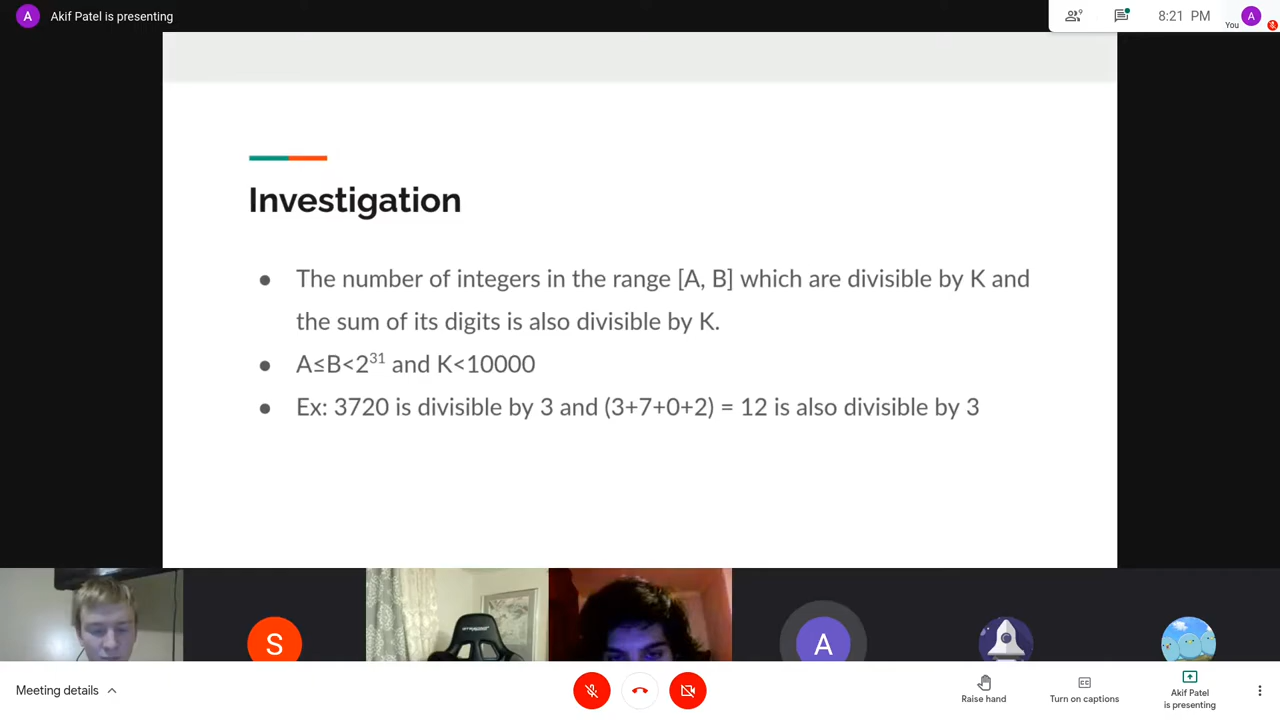 A
Akif Patel is presenting
9
8:21 PM
A
You
Investigation
● The number of integers in the range [A, B] which are divisible by K and
the sum of its digits is also divisible by K.
● A≤B<2³¹ and K<10000
● Ex: 3720 is divisible by 3 and (3+7+0+2) = 12 is also divisible by 3
S
A
Meeting details
Raise hand
CC
Turn on captions
Akif Patel
is presenting